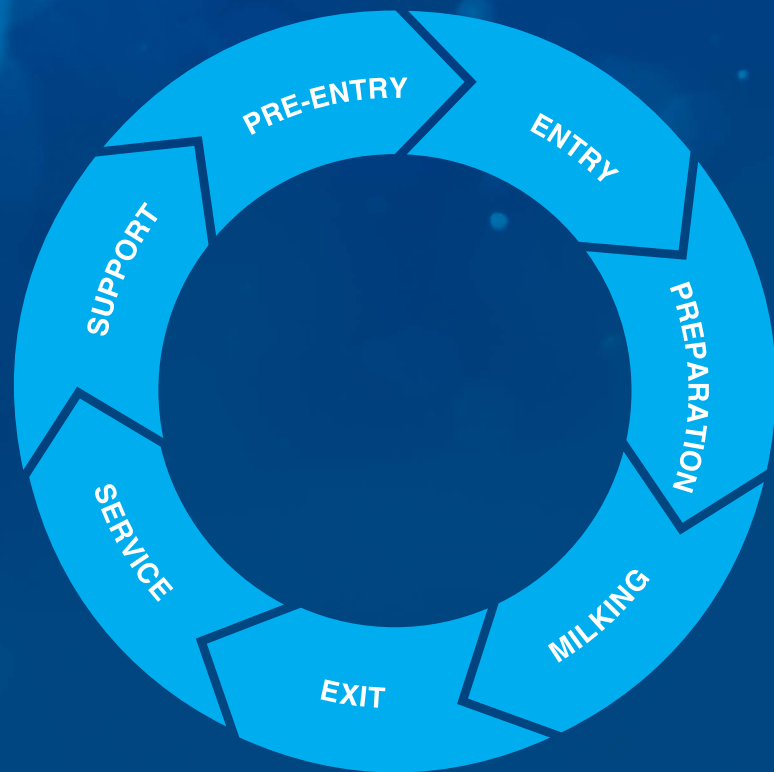 PRE-ENTRY
ENTRY
PREPARATION
MILKING
EXIT
SERVICE
SUPPORT